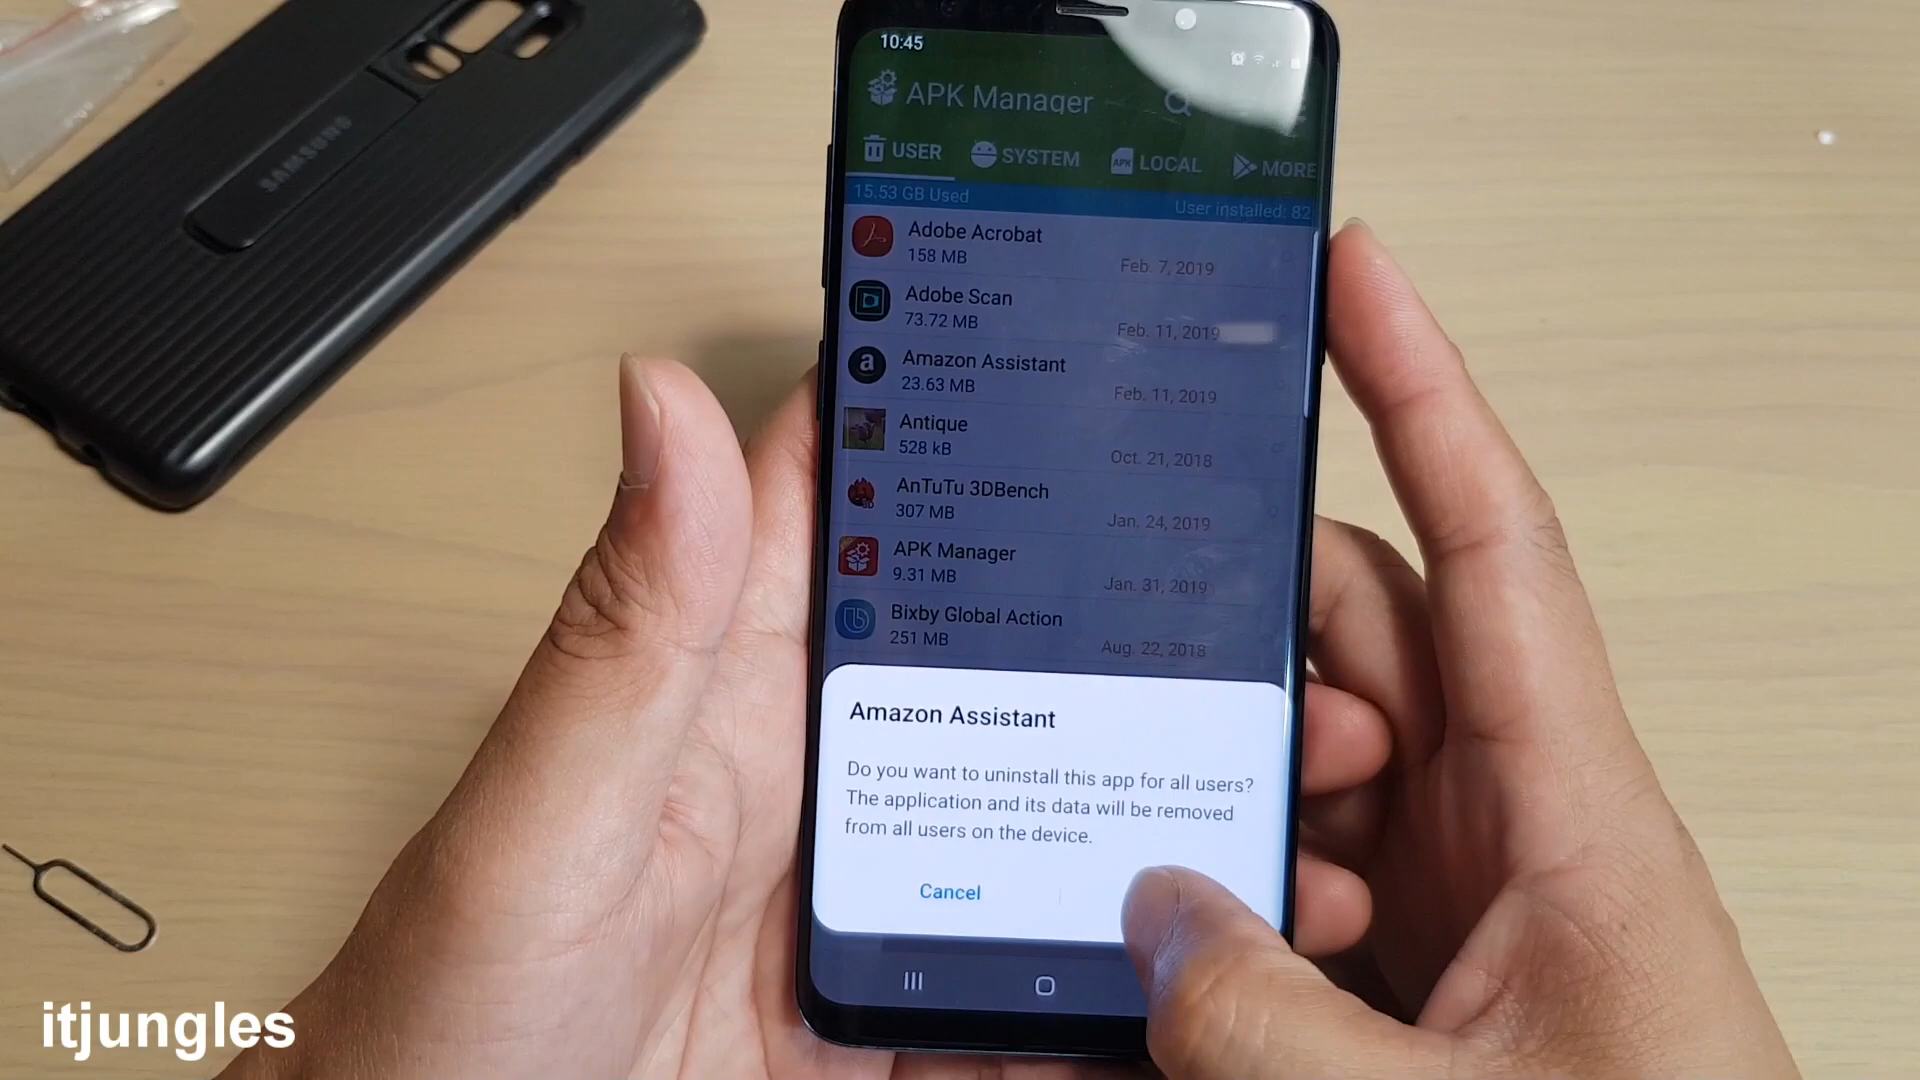 SAMSUNG
10:45
APK Manager
USER
SYSTEM
APK
LOCAL
MORE
15.53 GB Used
User installed: 82
Adobe Acrobat
158 MB
Feb. 7, 2019
Adobe Scan
73.72 MB
Feb. 11, 2019
a
Amazon Assistant
23.63 MB
Feb. 11, 2019
Antique
528 kB
Oct. 21, 2018
3D
AnTuTu 3DBench
307 MB
Jan. 24, 2019
APK Manager
9.31 MB
Jan. 31, 2019
Bixby Global Action
251 MB
Aug. 22, 2018
Amazon Assistant
Do you want to uninstall this app for all users?
The application and its data will be removed
from all users on the device.
Cancel
itjungles